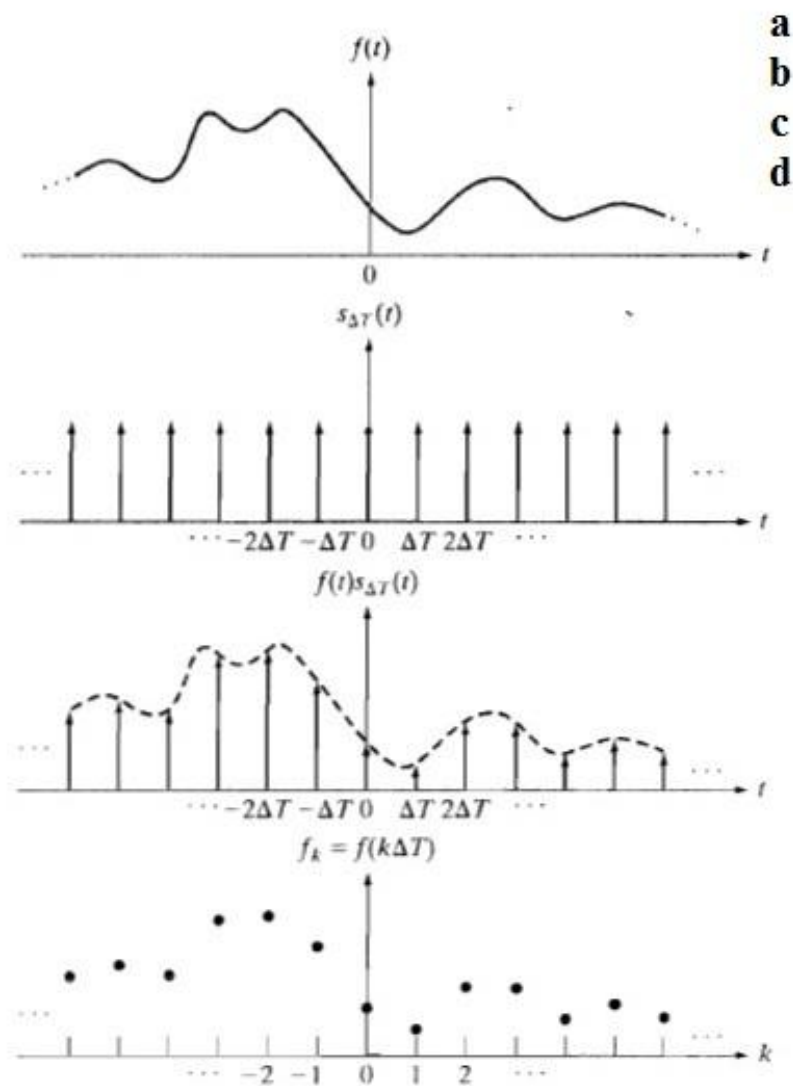 a
b
c
d
f(t)
t
0
s_ΔT(t)
... ...
t
··· −2ΔT −ΔT 0 ΔT 2ΔT ···
f(t)s_ΔT(t)
... ...
t
··· −2ΔT −ΔT 0 ΔT 2ΔT ···
f_k = f(kΔT)
... ...
k
··· −2 −1 0 1 2 ···